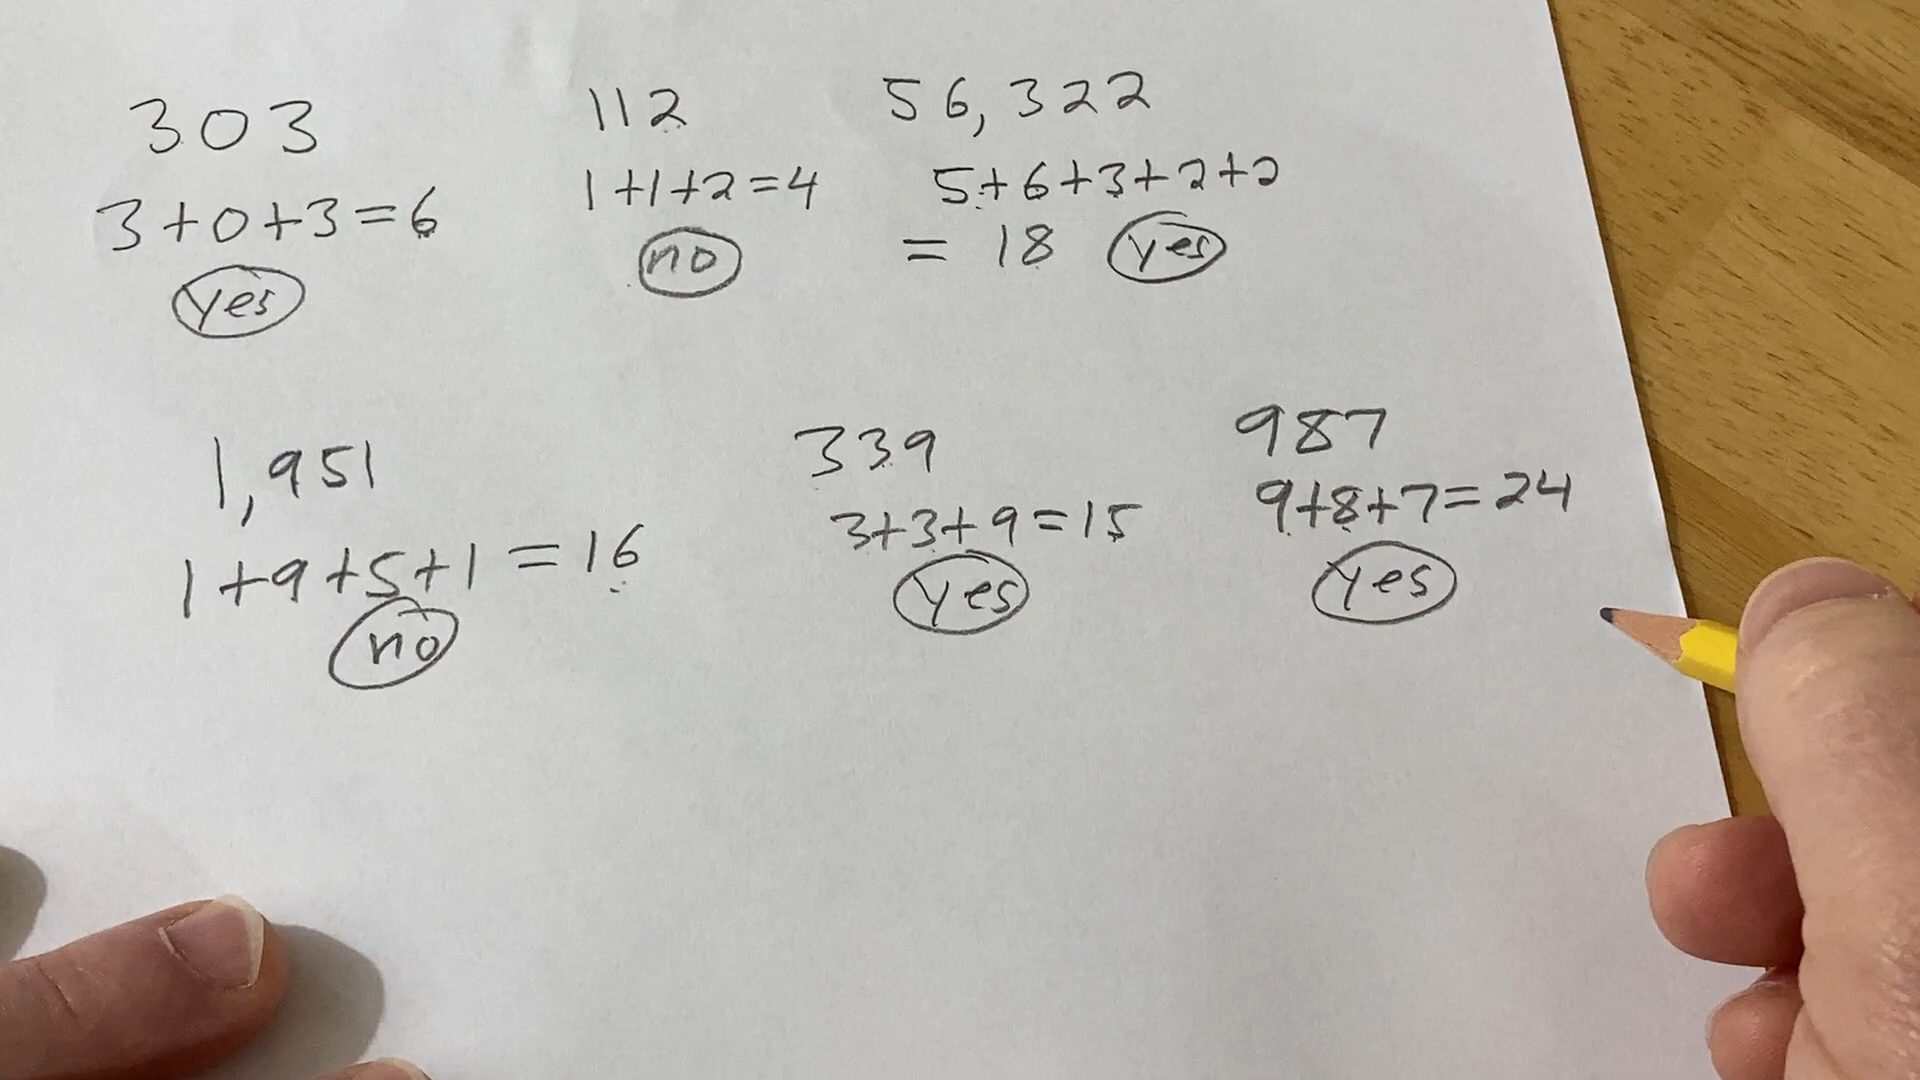 303
3+0+3=6
yes
112
1+1+2=4
no
56,322
5+6+3+2+2
= 18 yes
1,951
1+9+5+1=16
no
339
3+3+9=15
yes
987
9+8+7=24
yes